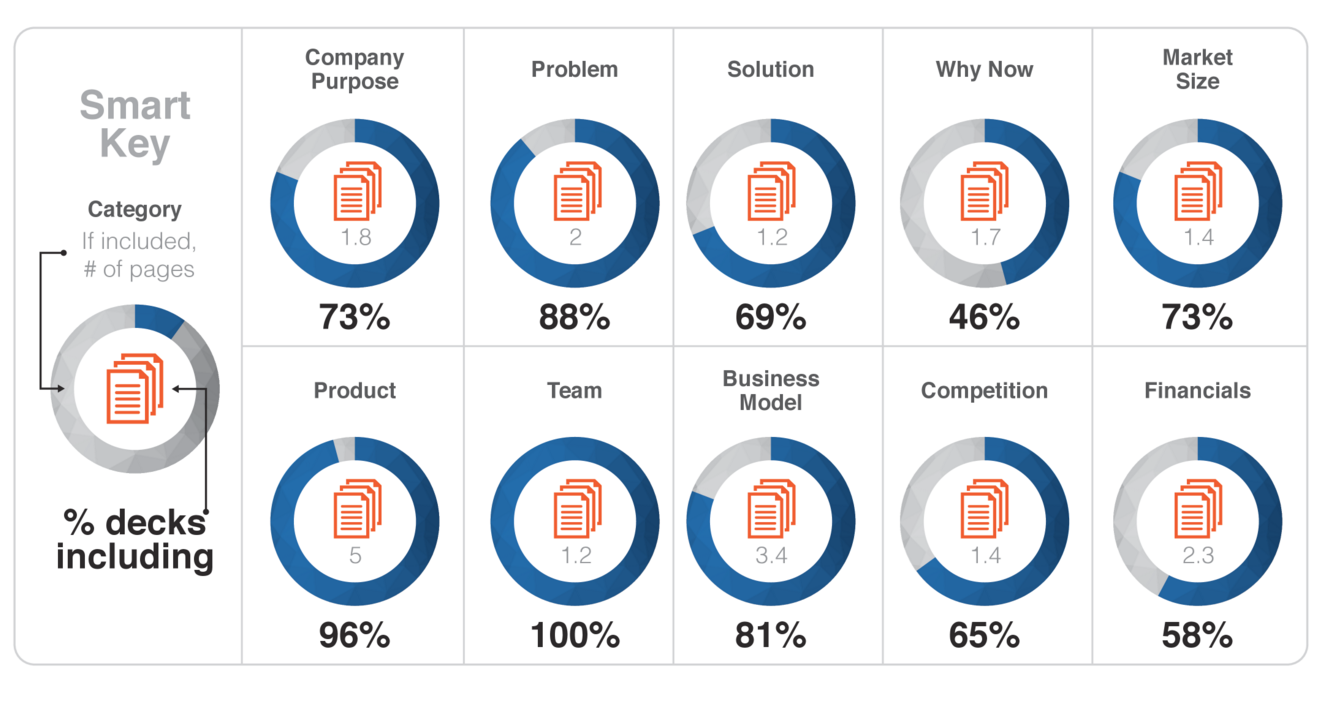 Smart
Key
Category
If included,
# of pages
% decks
including
Company
Purpose
1.8
73%
Problem
2
88%
Solution
1.2
69%
Why Now
1.7
46%
Market
Size
1.4
73%
Product
5
96%
Team
1.2
100%
Business
Model
3.4
81%
Competition
1.4
65%
Financials
2.3
58%